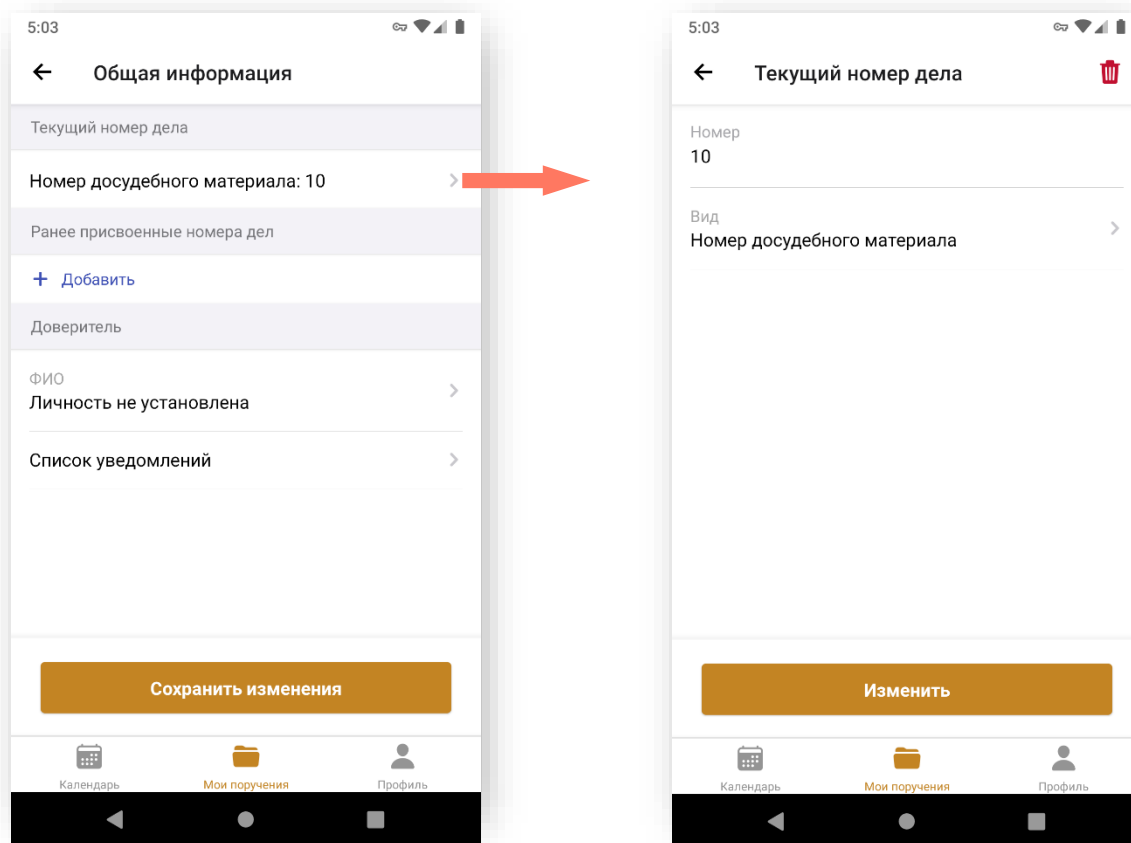 5:03
Общая информация
Текущий номер дела
Номер досудебного материала: 10
Ранее присвоенные номера дел
+ Добавить
Доверитель
ФИО
Личность не установлена
Список уведомлений
Сохранить изменения
Календарь Мои поручения Профиль
5:03
Текущий номер дела
Номер
10
Вид
Номер досудебного материала
Изменить
Календарь Мои поручения Профиль